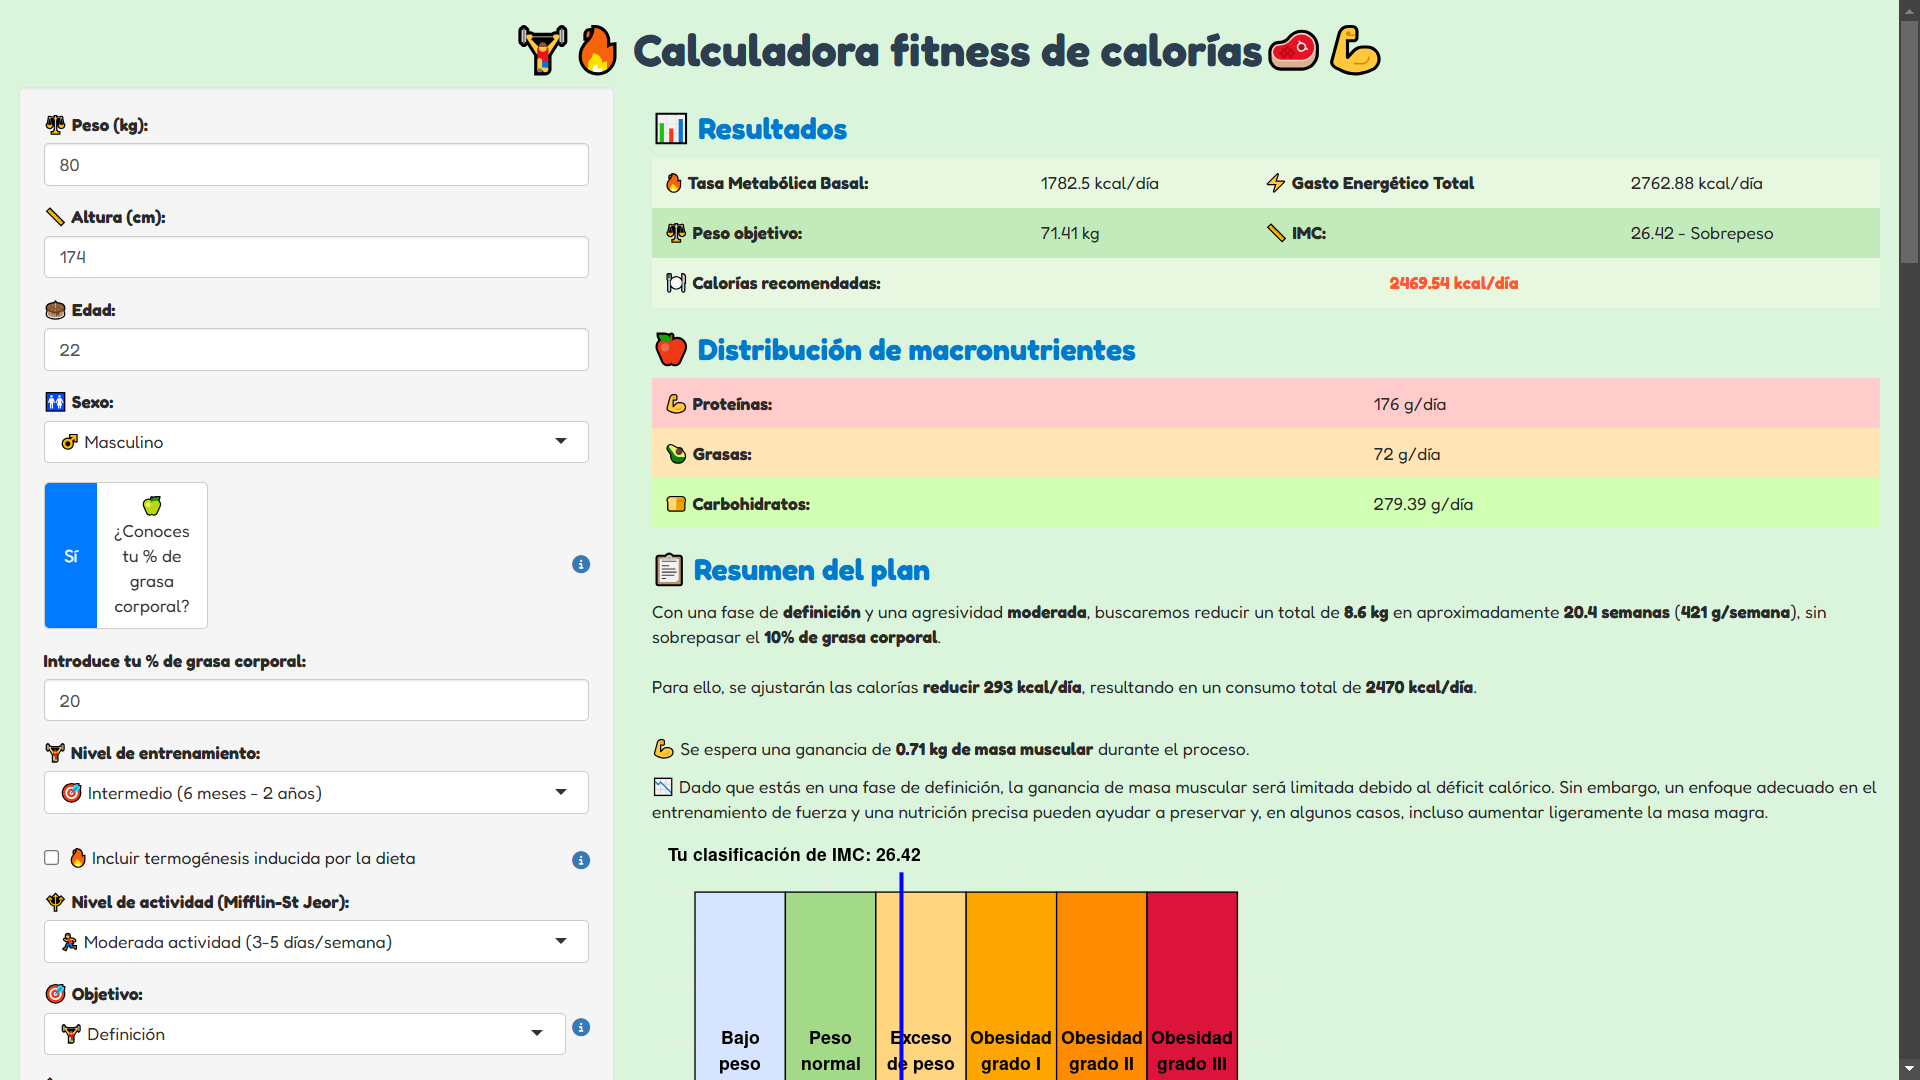 Calculadora fitness de calorías
Peso (kg):
80
Altura (cm):
174
Edad:
22
Sexo:
Masculino
Sí
¿Conoces
tu % de
grasa
corporal?
Introduce tu % de grasa corporal:
20
Nivel de entrenamiento:
Intermedio (6 meses - 2 años)
Incluir termogénesis inducida por la dieta
Nivel de actividad (Mifflin-St Jeor):
Moderada actividad (3-5 días/semana)
Objetivo:
Definición
Resultados
Tasa Metabólica Basal: 1782.5 kcal/día Gasto Energético Total 2762.88 kcal/día
Peso objetivo: 71.41 kg IMC: 26.42 - Sobrepeso
Calorías recomendadas: 2469.54 kcal/día
Distribución de macronutrientes
Proteínas: 176 g/día
Grasas: 72 g/día
Carbohidratos: 279.39 g/día
Resumen del plan
Con una fase de definición y una agresividad moderada, buscaremos reducir un total de 8.6 kg en aproximadamente 20.4 semanas (421 g/semana), sin
sobrepasar el 10% de grasa corporal.
Para ello, se ajustarán las calorías reducir 293 kcal/día, resultando en un consumo total de 2470 kcal/día.
Se espera una ganancia de 0.71 kg de masa muscular durante el proceso.
Dado que estás en una fase de definición, la ganancia de masa muscular será limitada debido al déficit calórico. Sin embargo, un enfoque adecuado en el
entrenamiento de fuerza y una nutrición precisa pueden ayudar a preservar y, en algunos casos, incluso aumentar ligeramente la masa magra.
Tu clasificación de IMC: 26.42
Bajo
peso
Peso
normal
Exceso
de peso
Obesidad
grado I
Obesidad
grado II
Obesidad
grado III